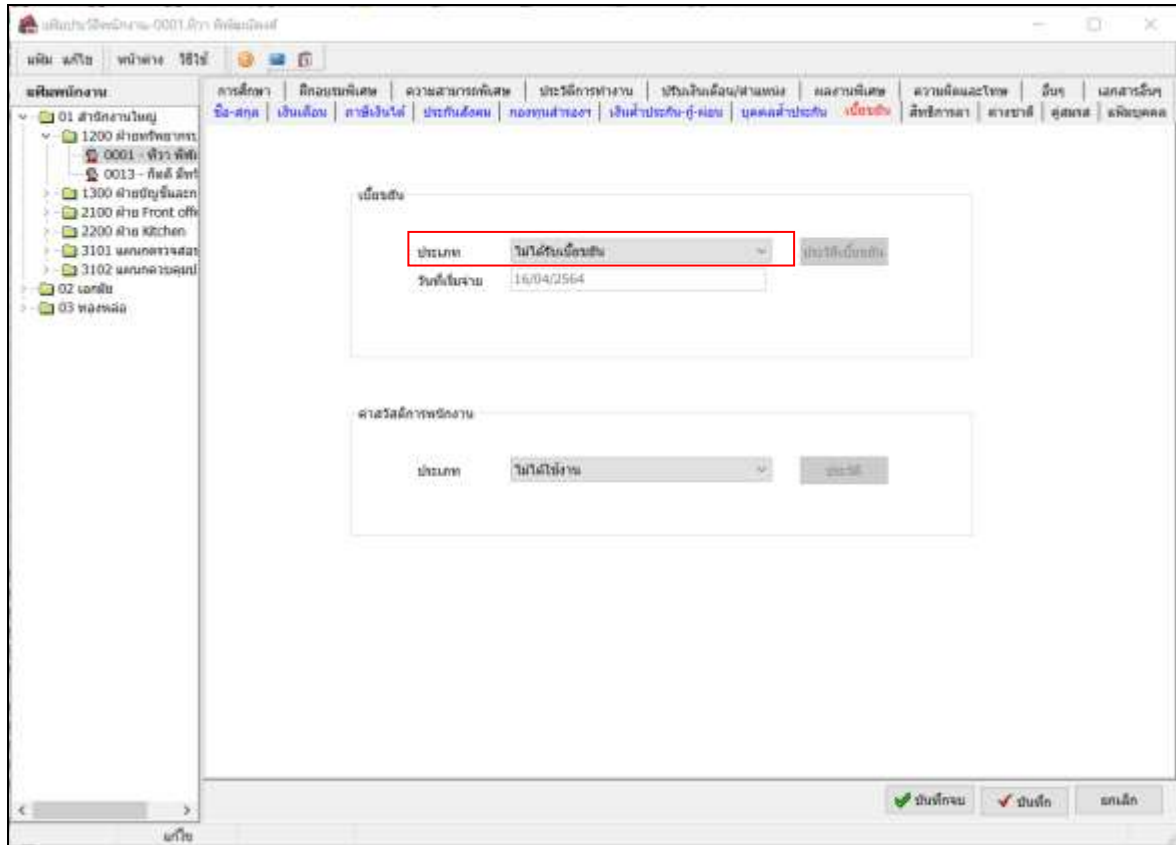 แฟ้มประวัติพนักงาน-0001.ทิวา
แฟ้ม แก้ไข หน้าต่าง วิธีใช้
แฟ้มพนักงาน
การศึกษา ฝึกอบรมพิเศษ ความสามารถพิเศษ ประวัติการทำงาน ปรับเงินเดือน/ตำแหน่ง ผลงานพิเศษ ความผิดและโทษ อื่นๆ เอกสารอื่นๆ
ชื่อ-สกุล เงินเดือน ภาษีเงินได้ ประกันสังคม กองทุนสำรองฯ เงินค้ำประกัน-กู้-ผ่อน บุคคลค้ำประกัน เบี้ยขยัน สิทธิการลา ต่างชาติ คู่สมรส แฟ้มบุคคล
01 สำนักงานใหญ่
1200 ฝ่ายทรัพยากรบ
0001 - ทิวา พิพั
0013 - กิตติ
1300 ฝ่ายบัญชีและก
2100 ฝ่าย Front offi
2200 ฝ่าย Kitchen
3101 แผนกตรวจสอบ
3102 แผนกควบคุม
02 เอกมัย
03 ทองหล่อ
เบี้ยขยัน
ประเภท ไม่ได้รับเบี้ยขยัน ประวัติเบี้ยขยัน
วันที่เริ่มจ่าย 16/04/2564
ค่าสวัสดิการพนักงาน
ประเภท ไม่ได้ใช้งาน ประวัติ
บันทึกจบ บันทึก ยกเลิก
แก้ไข